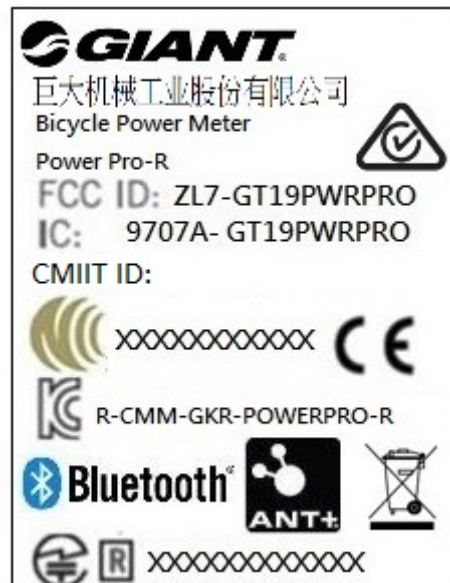 GIANT
巨大机械工业股份有限公司
Bicycle Power Meter
Power Pro-R
FCC ID: ZL7-GT19PWRPRO
IC: 9707A- GT19PWRPRO
CMIIT ID:
XXXXXXXXXXXX CE
R-CMM-GKR-POWERPRO-R
Bluetooth ANT+
R XXXXXXXXXXXXX